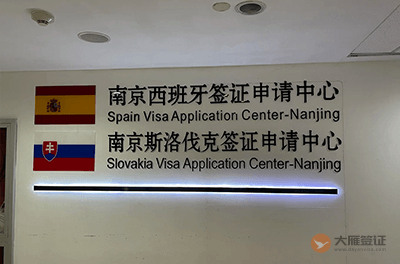 南京西班牙签证申请中心
Spain Visa Application Center-Nanjing
南京斯洛伐克签证申请中心
Slovakia Visa Application Center-Nanjing
大雁签证